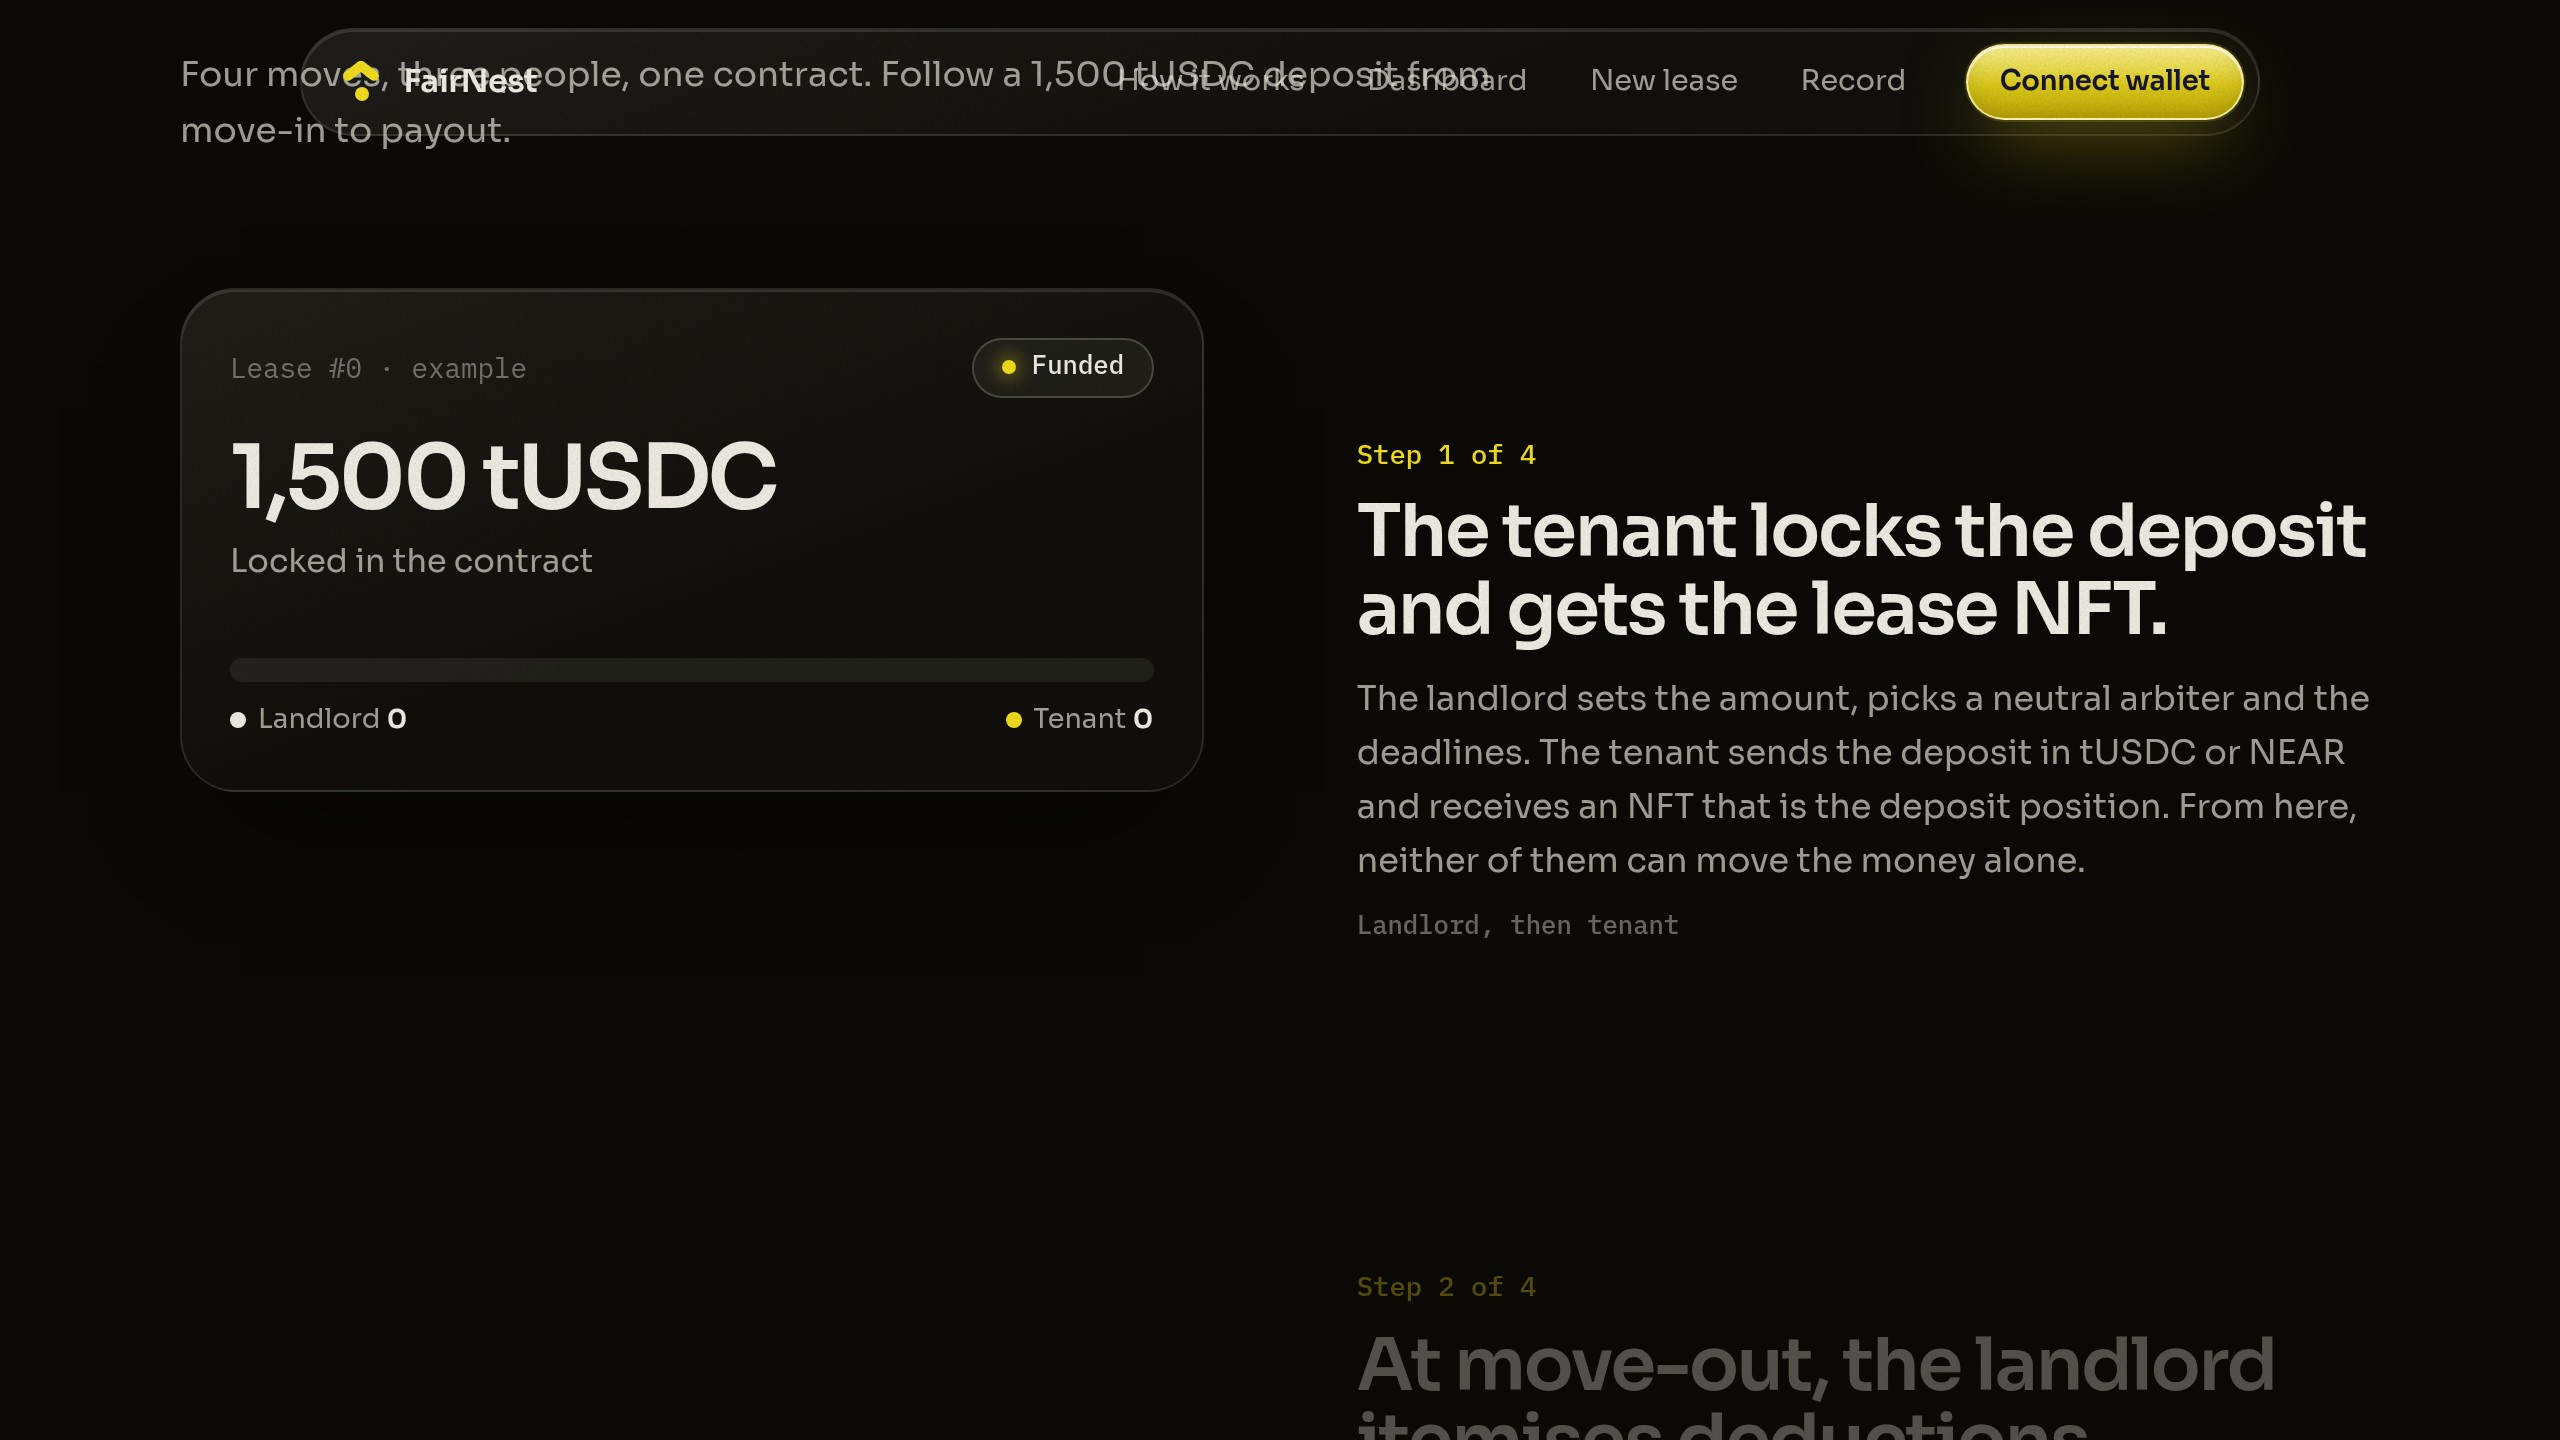 FairNest
How it works
Dashboard
New lease
Record
Connect wallet
Four moves, three people, one contract. Follow a 1,500 tUSDC deposit from
move-in to payout.
Lease #0 · example
Funded
1,500 tUSDC
Locked in the contract
Landlord 0
Tenant 0
Step 1 of 4
The tenant locks the deposit
and gets the lease NFT.
The landlord sets the amount, picks a neutral arbiter and the
deadlines. The tenant sends the deposit in tUSDC or NEAR
and receives an NFT that is the deposit position. From here,
neither of them can move the money alone.
Landlord, then tenant
Step 2 of 4
At move-out, the landlord
itemises deductions